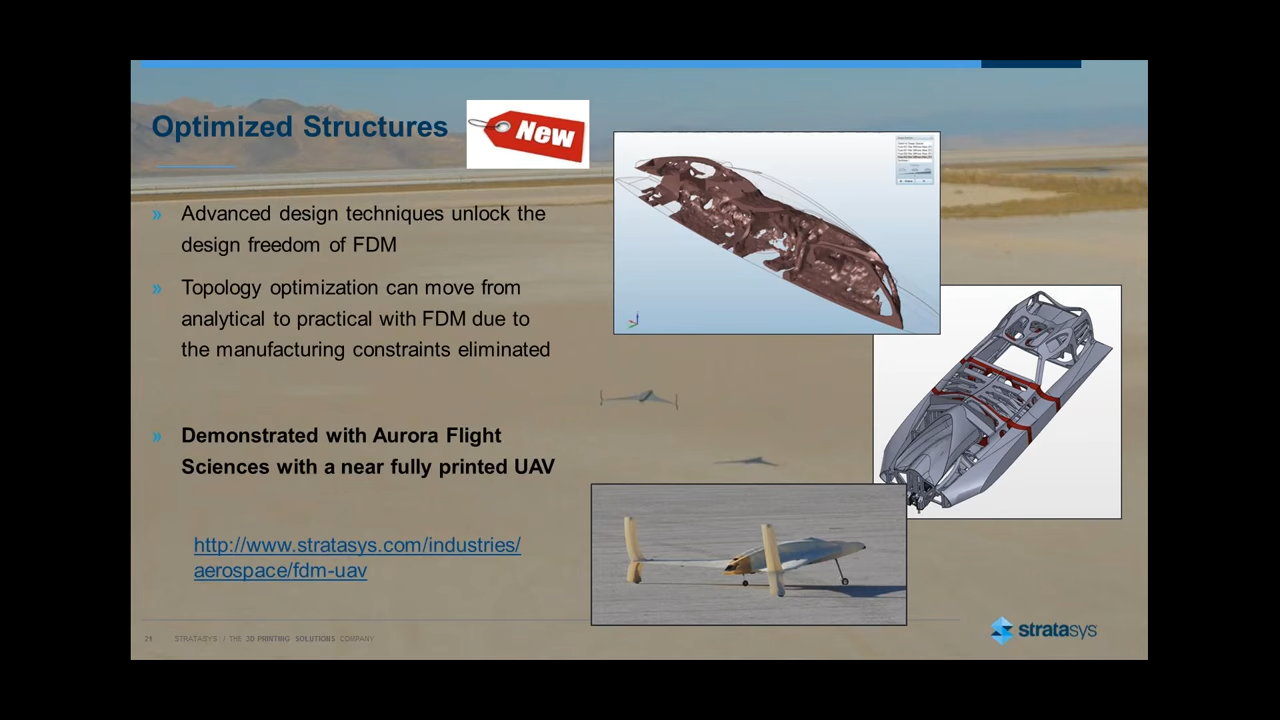 Optimized Structures
New
» Advanced design techniques unlock the
design freedom of FDM
» Topology optimization can move from
analytical to practical with FDM due to
the manufacturing constraints eliminated
» Demonstrated with Aurora Flight
Sciences with a near fully printed UAV
http://www.stratasys.com/industries/
aerospace/fdm-uav
STRATASYS / THE 3D PRINTING SOLUTIONS COMPANY
stratasys